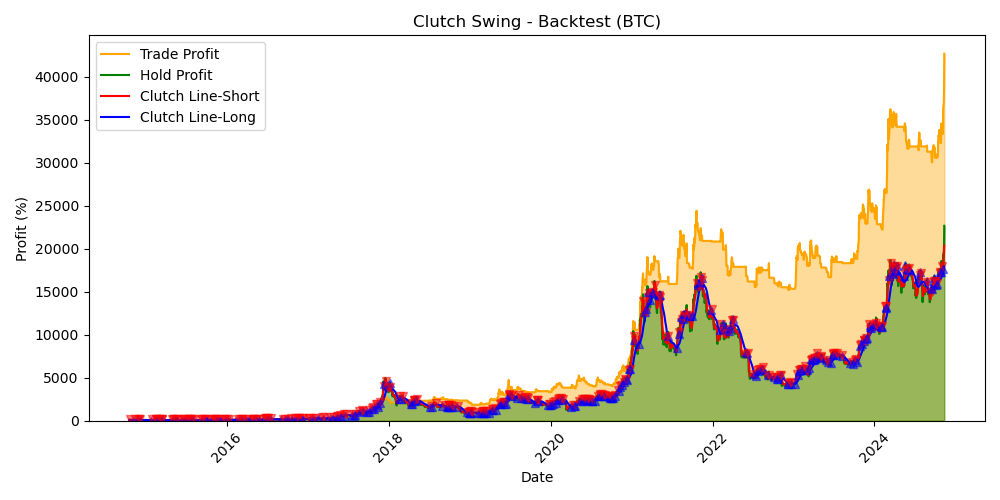 Clutch Swing - Backtest (BTC)
Trade Profit
Hold Profit
Clutch Line-Short
Clutch Line-Long
Profit (%)
40000
35000
30000
25000
20000
15000
10000
5000
0
2016
2018
2020
2022
2024
Date